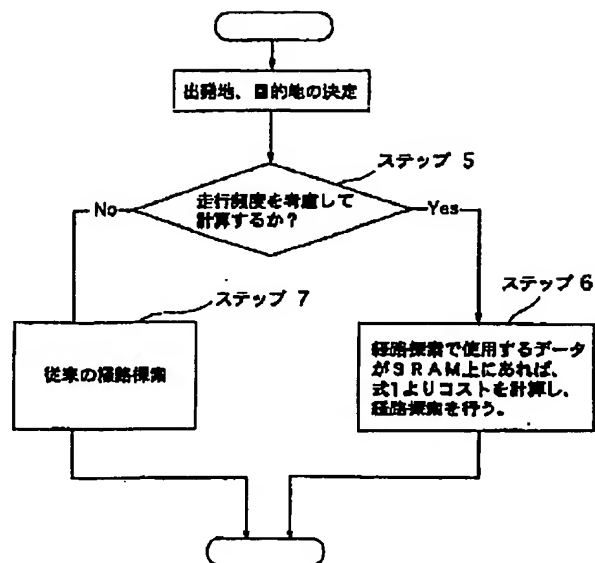 出発地、目的地の決定
ステップ 5
走行頻度を考慮して
計算するか?
No
Yes
ステップ 7
従来の経路探索
ステップ 6
経路探索で使用するデータ
がSRAM上にあれば、
式1よりコストを計算し、
経路探索を行う。